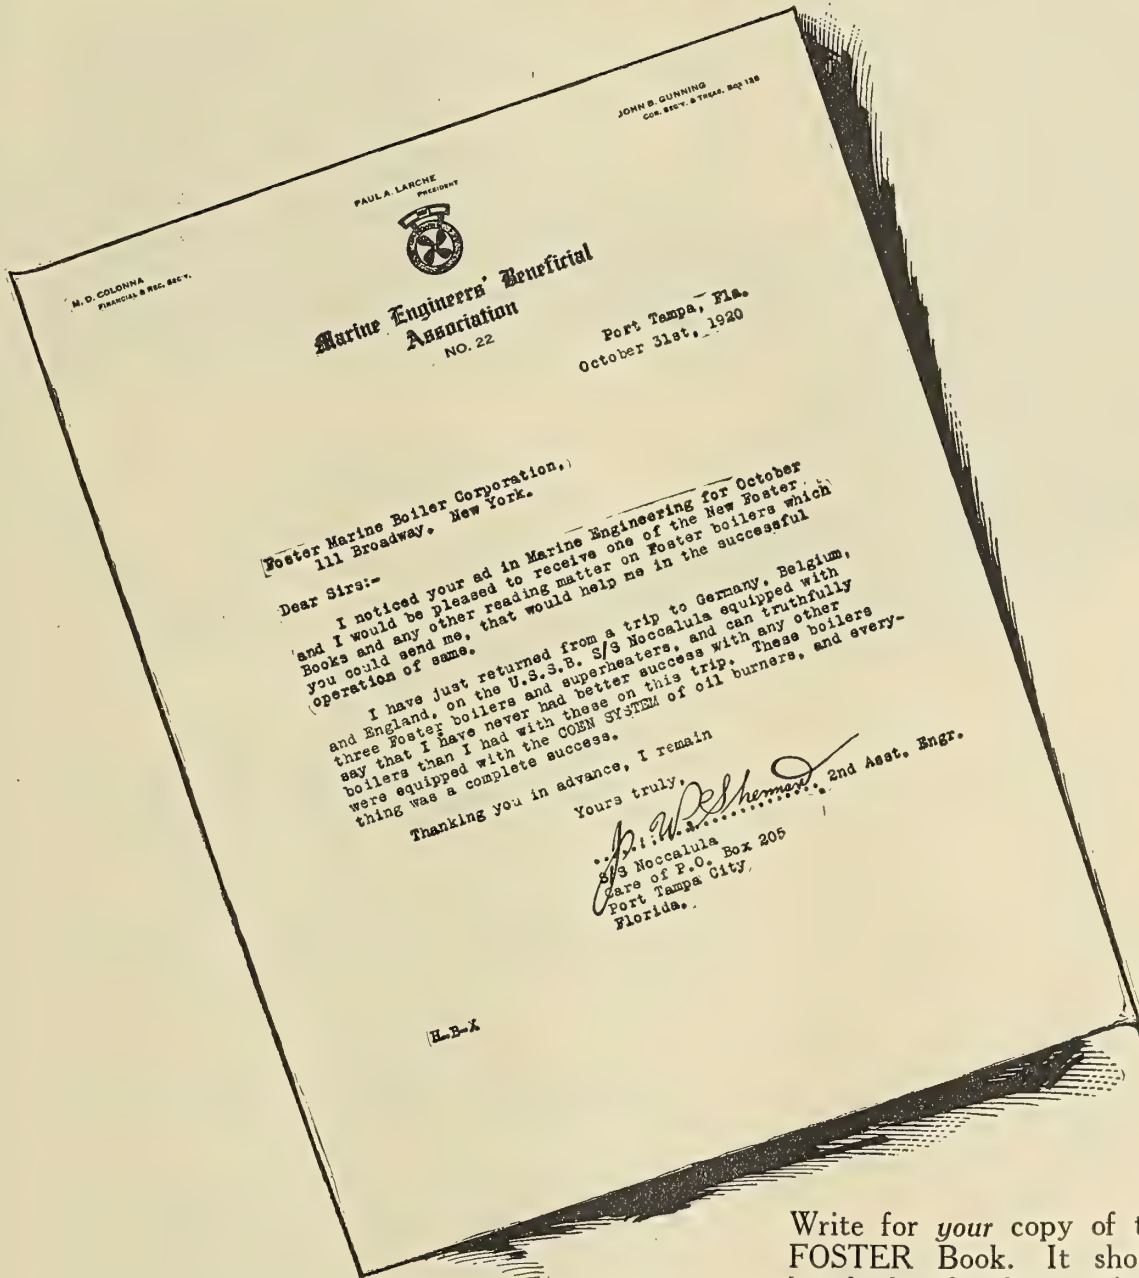 JOHN B. GUNNING
COR. SEC'Y. & TREAS. BOX 126
PAUL A. LARCHE
PRESIDENT
M. D. COLONNA
FINANCIAL & REC. SEC'Y.
Marine Engineers' Beneficial
Association
NO. 22
Port Tampa, Fla.
October 31st, 1920
Foster Marine Boiler Corporation,
111 Broadway, New York.
Dear Sirs:-
I noticed your ad in Marine Engineering for October
and I would be pleased to receive one of the New Foster
Books and any other reading matter on Foster boilers which
you could send me, that would help me in the successful
operation of same.
I have just returned from a trip to Germany, Belgium,
and England, on the U.S.S.B. S/S Noccalula equipped with
three Foster boilers and superheaters, and can truthfully
say that I have never had better success with any other
boilers than I had with these on this trip. These boilers
were equipped with the COEN SYSTEM of oil burners, and every-
thing was a complete success.
Thanking you in advance, I remain
Yours truly,
J. W. Sherman 2nd Asst. Engr.
S/S Noccalula
Care of P.O. Box 205
Port Tampa City,
Florida.
H.B-X
Write for your copy of
FOSTER Book. It